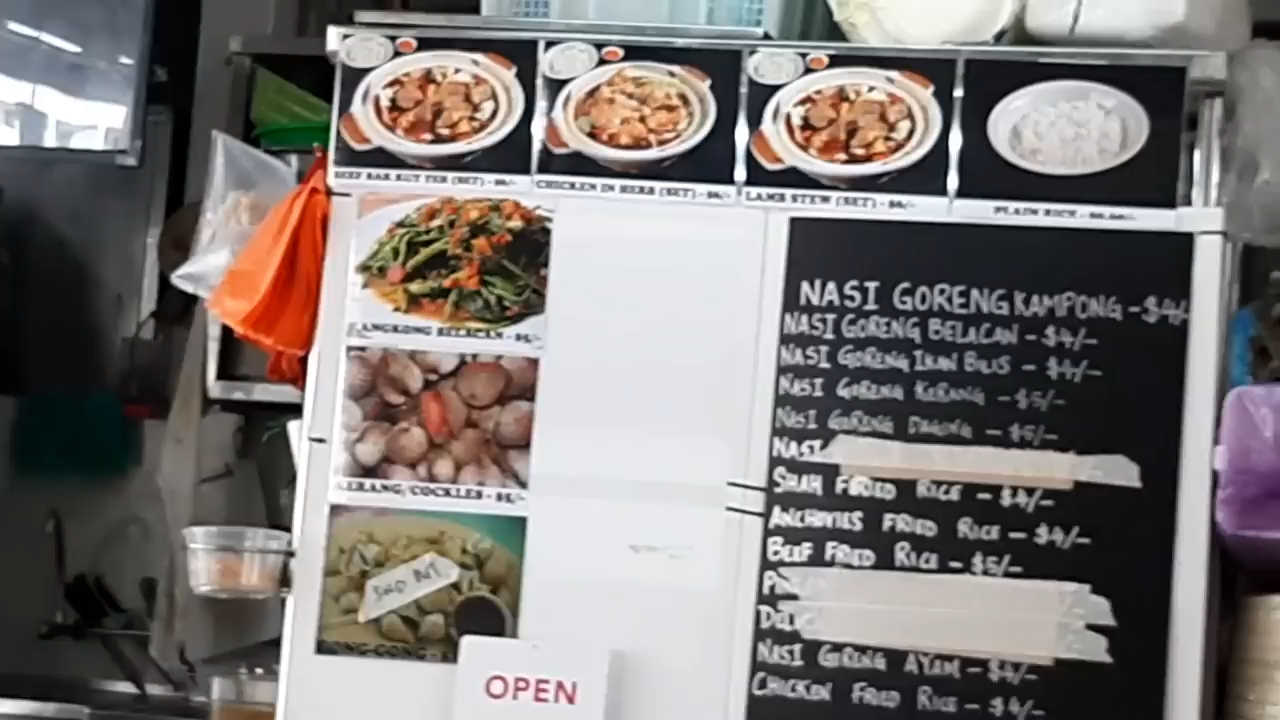 BEEF BAK KUT TEH (SET) -
CHICKEN IN HERB (SET) -
LAMB STEW (SET) -
PLAIN RICE -
KANGKONG BELACAN -
KERANG/COCKLES -
SOLD OUT
OPEN
NASI GORENG KAMPONG - $4/-
NASI GORENG BELACAN - $4/-
NASI GORENG IKAN BILIS - $4/-
NASI GORENG KERANG - $5/-
NASI GORENG DAGING - $5/-
NASI
SHAH FRIED RICE - $4/-
ANCHOVIES FRIED RICE - $4/-
BEEF FRIED RICE - $5/-
NASI GORENG AYAM - $4/-
CHICKEN FRIED RICE - $4/-